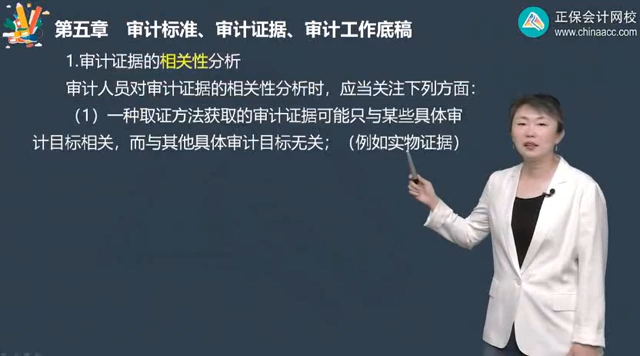 第五章 审计标准、审计证据、审计工作底稿
正保会计网校
www.chinaacc.com
1.审计证据的相关性分析
审计人员对审计证据的相关性分析时，应当关注下列方面：
（1）一种取证方法获取的审计证据可能只与某些具体审
计目标相关，而与其他具体审计目标无关；（例如实物证据）